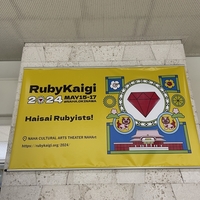 RubyKaigi
2024 MAY 15-17
@NAHA, OKINAWA
Haisai Rubyists!
NAHA CULTURAL ARTS THEATER NAHArt
https://rubykaigi.org/2024/